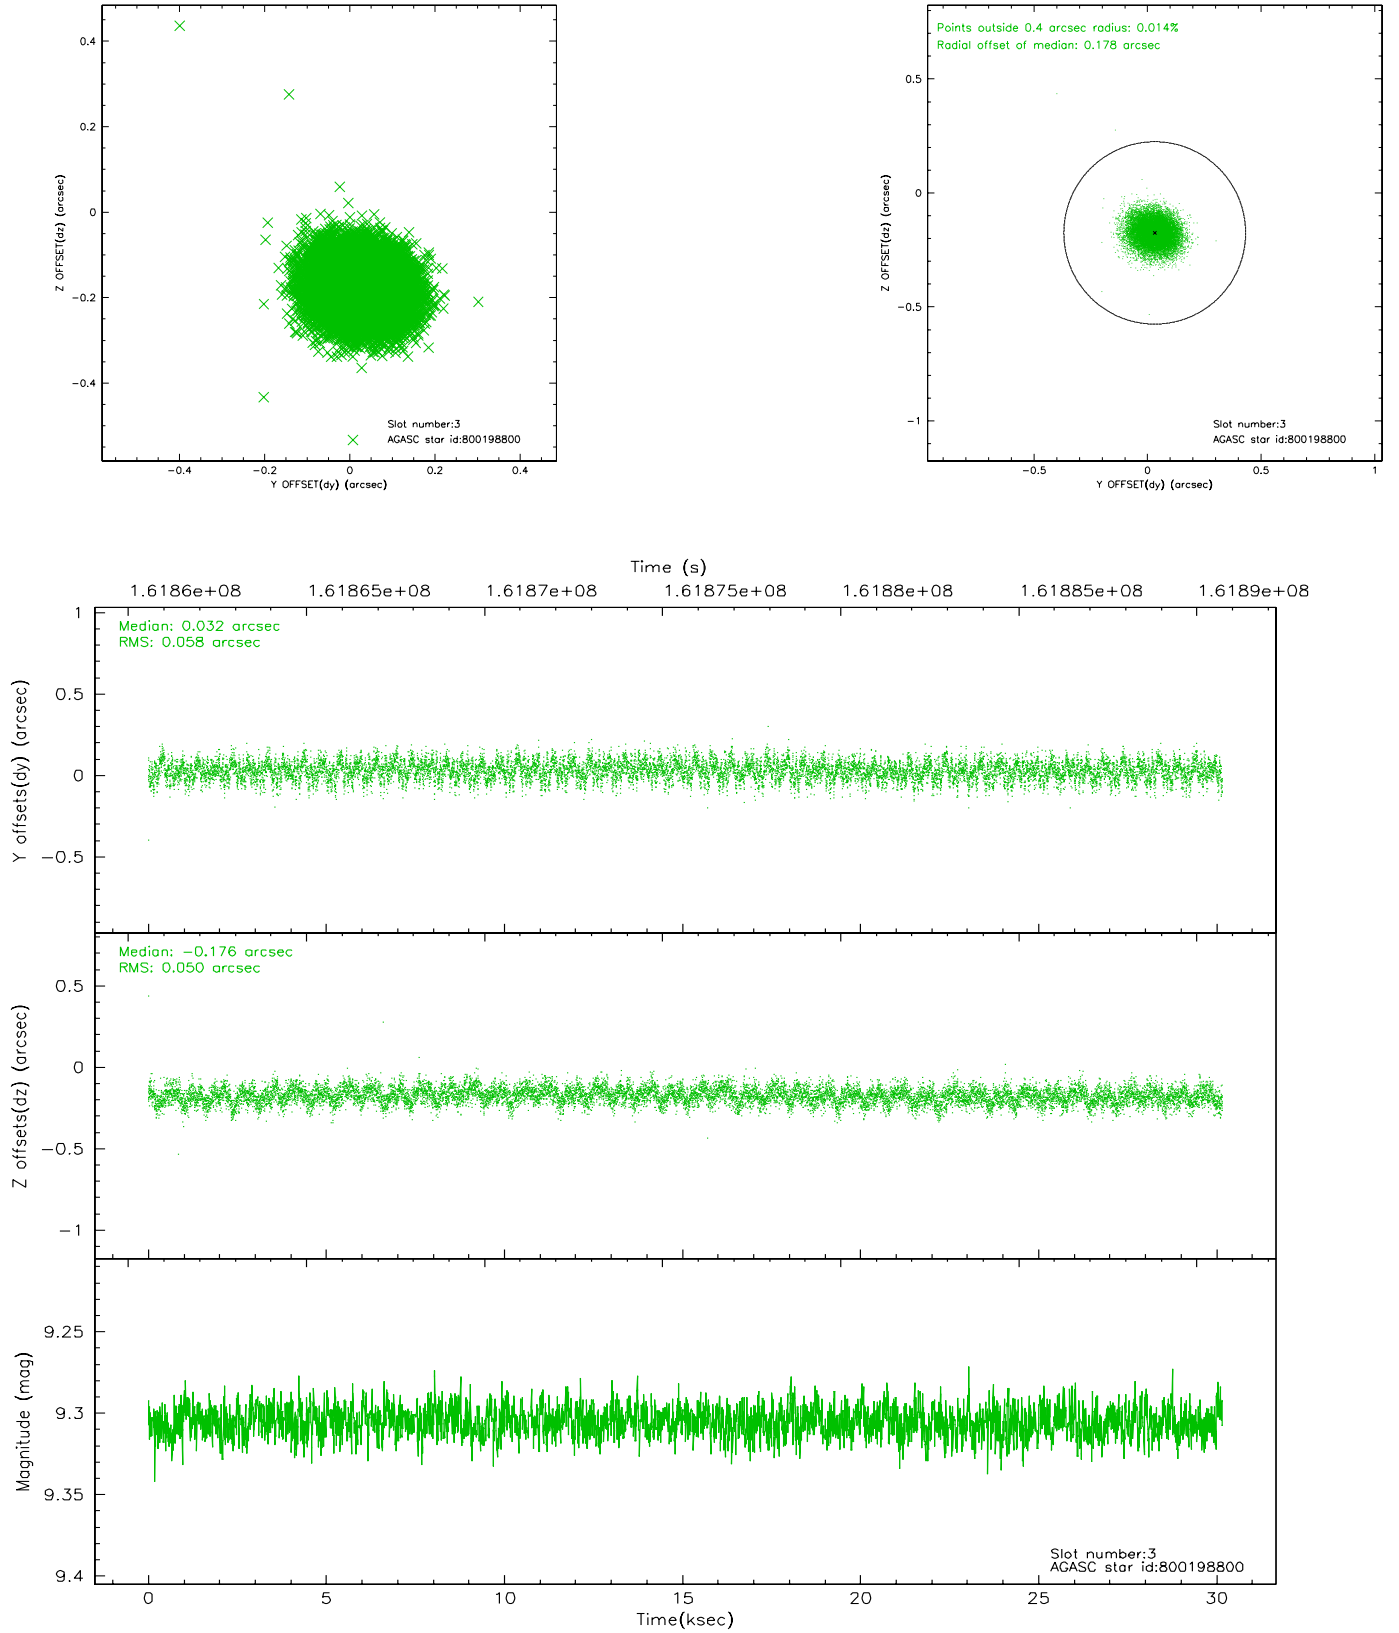 0.4
0.2
0
−0.2
−0.4
Z OFFSET(dz) (arcsec)
Slot number:3
AGASC star id:800198800
−0.4 −0.2 0 0.2 0.4
Y OFFSET(dy) (arcsec)
Points outside 0.4 arcsec radius: 0.014%
Radial offset of median: 0.178 arcsec
0.5
0
−0.5
−1
Z OFFSET(dz) (arcsec)
Slot number:3
AGASC star id:800198800
−0.5 0 0.5 1
Y OFFSET(dy) (arcsec)
Time (s)
1.6186e+08 1.61865e+08 1.6187e+08 1.61875e+08 1.6188e+08 1.61885e+08 1.6189e+08
Median: 0.032 arcsec
RMS: 0.058 arcsec
1
0.5
0
−0.5
Y offsets(dy) (arcsec)
Median: −0.176 arcsec
RMS: 0.050 arcsec
0.5
0
−0.5
−1
Z offsets(dz) (arcsec)
9.25
9.3
9.35
9.4
Magnitude (mag)
Slot number:3
AGASC star id:800198800
0 5 10 15 20 25 30
Time(ksec)